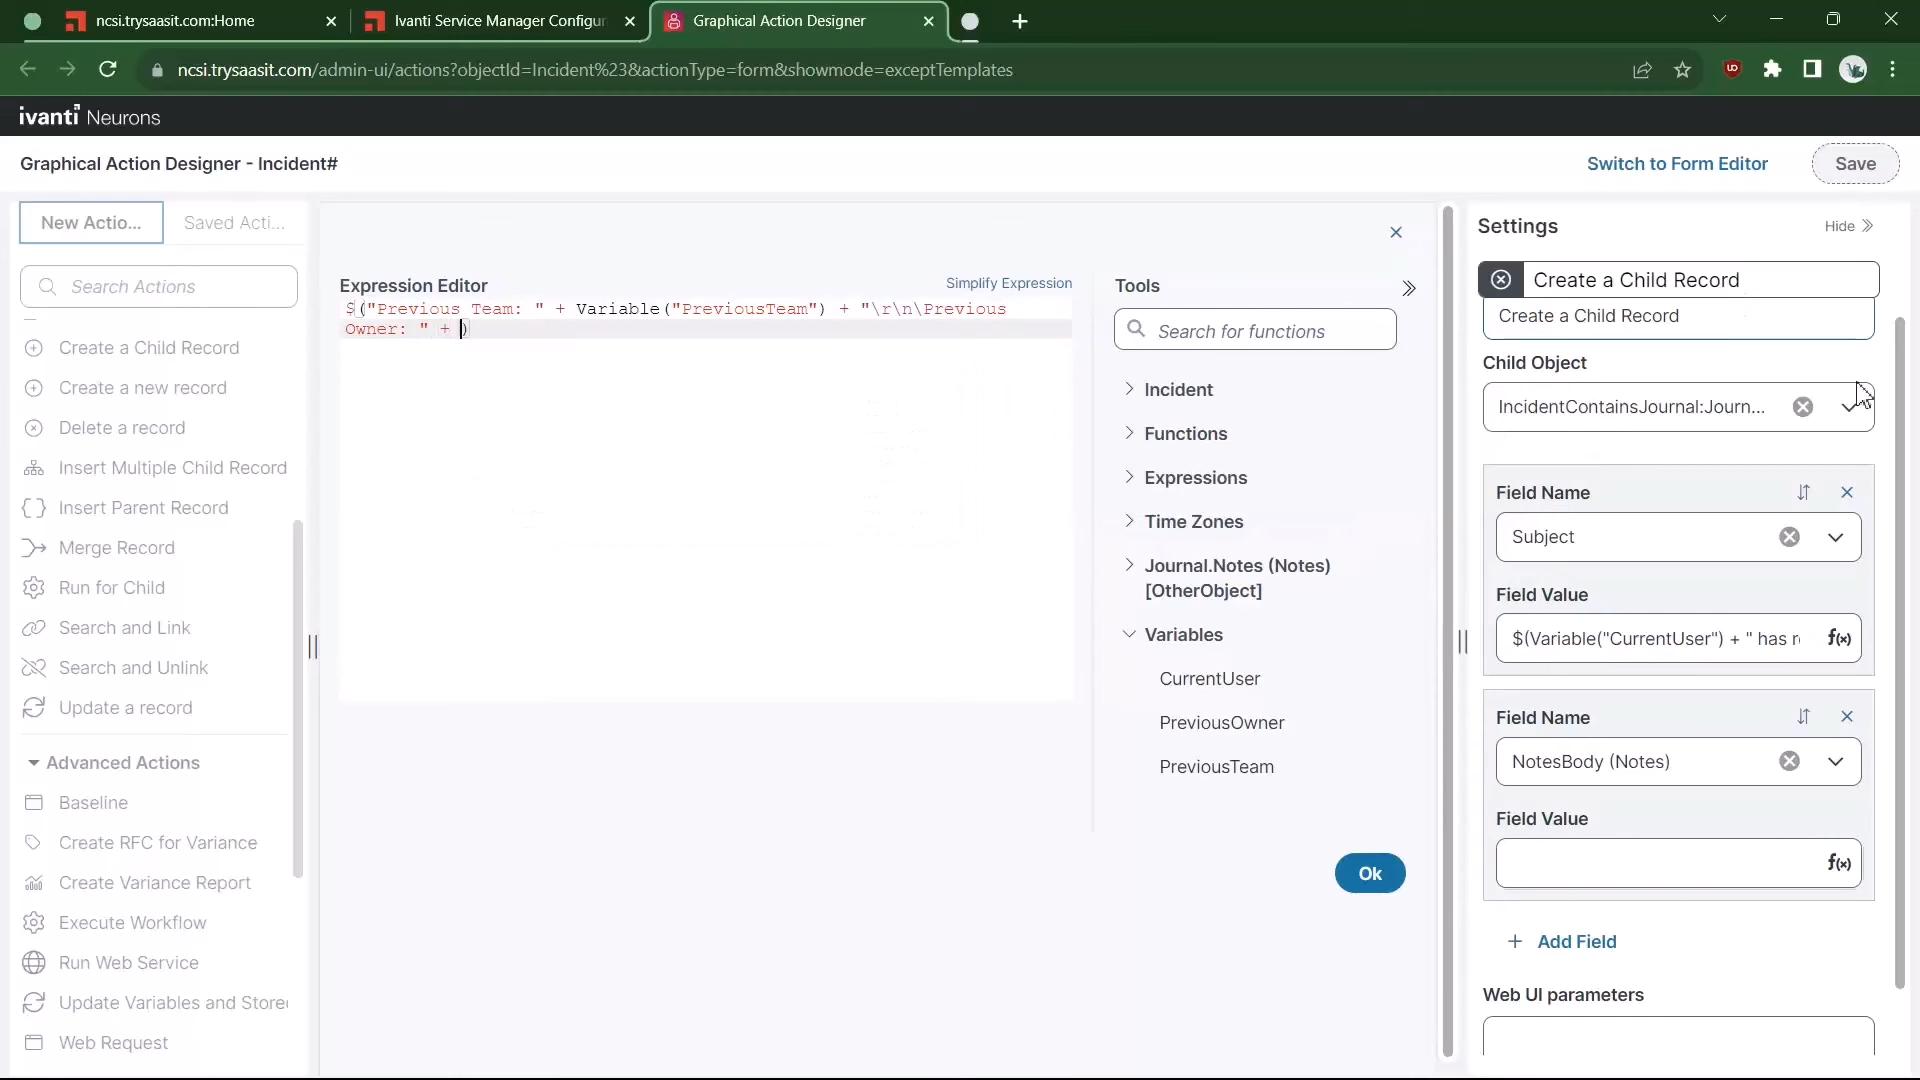 ncsi.trysaasit.com:Home
Ivanti Service Manager Configur
Graphical Action Designer
ncsi.trysaasit.com/admin-ui/actions?objectId=Incident%23&actionType=form&showmode=exceptTemplates
ivanti Neurons
Graphical Action Designer - Incident#
Switch to Form Editor
Save
New Actio...
Saved Acti...
Search Actions
Create a Child Record
Create a new record
Delete a record
Insert Multiple Child Record
Insert Parent Record
Merge Record
Run for Child
Search and Link
Search and Unlink
Update a record
Advanced Actions
Baseline
Create RFC for Variance
Create Variance Report
Execute Workflow
Run Web Service
Update Variables and Store
Web Request
Expression Editor
Simplify Expression
$("Previous Team: " + Variable("PreviousTeam") + "\r\n\Previous
Owner: " + )
Tools
Search for functions
Incident
Functions
Expressions
Time Zones
Journal.Notes (Notes)
[OtherObject]
Variables
CurrentUser
PreviousOwner
PreviousTeam
Ok
Settings
Hide
Create a Child Record
Create a Child Record
Child Object
IncidentContainsJournal:Journ...
Field Name
Subject
Field Value
$(Variable("CurrentUser") + " has r
f(x)
Field Name
NotesBody (Notes)
Field Value
f(x)
+ Add Field
Web UI parameters